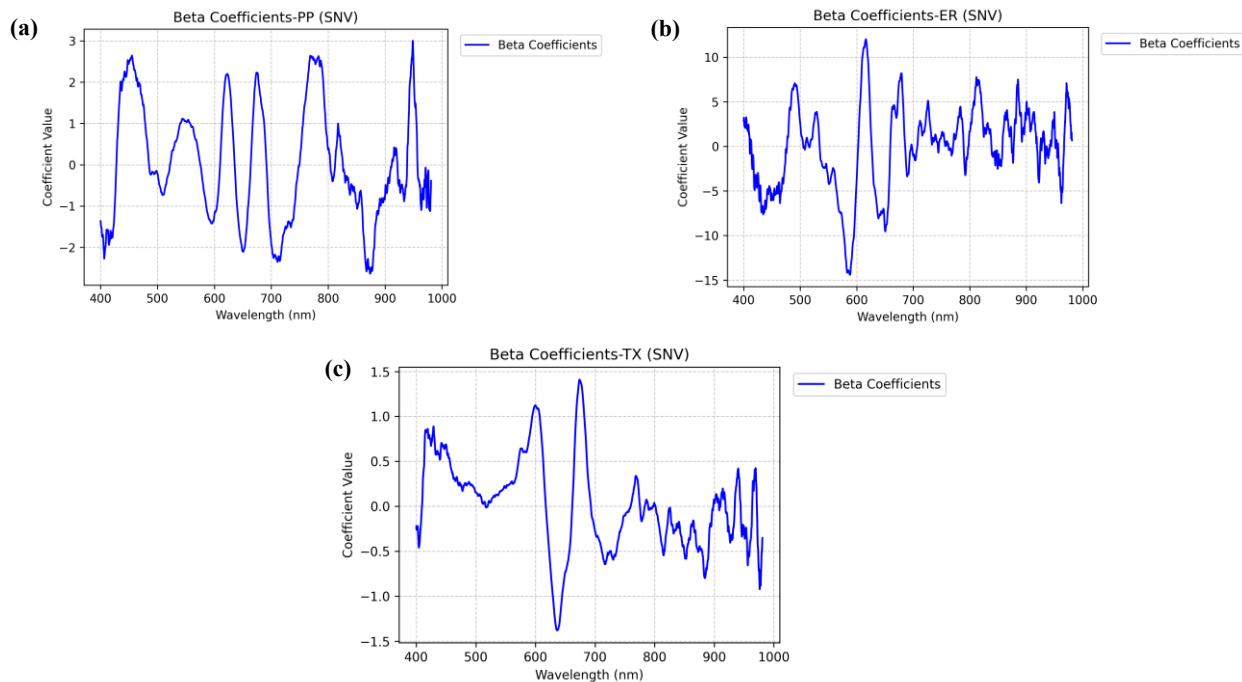 (a)
Beta Coefficients-PP (SNV)
Beta Coefficients
Coefficient Value
3
2
1
0
−1
−2
400 500 600 700 800 900 1000
Wavelength (nm)
(b)
Beta Coefficients-ER (SNV)
Beta Coefficients
Coefficient Value
10
5
0
−5
−10
−15
400 500 600 700 800 900 1000
Wavelength (nm)
(c)
Beta Coefficients-TX (SNV)
Beta Coefficients
Coefficient Value
1.5
1.0
0.5
0.0
−0.5
−1.0
−1.5
400 500 600 700 800 900 1000
Wavelength (nm)